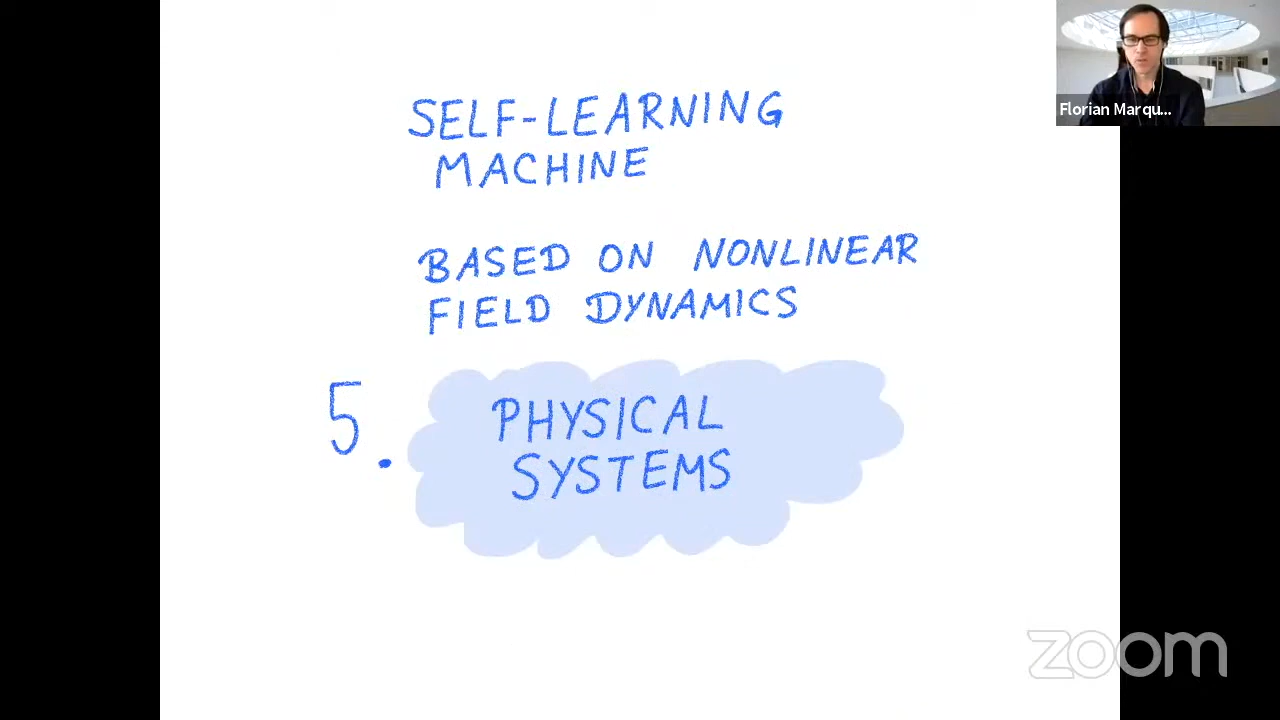 SELF-LEARNING
MACHINE
BASED ON NONLINEAR
FIELD DYNAMICS
5.
PHYSICAL
SYSTEMS
Florian Marqu...
zoom